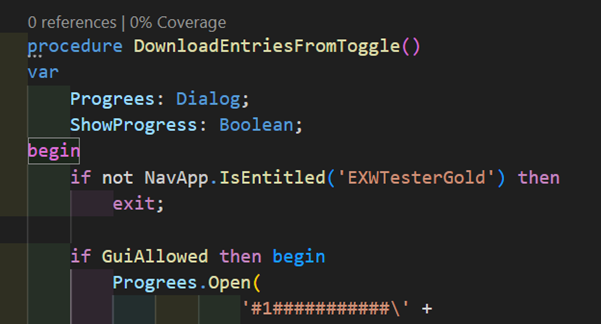 0 references | 0% Coverage
procedure DownloadEntriesFromToggle()
var
Progrees: Dialog;
ShowProgress: Boolean;
begin
if not NavApp.IsEntitled('EXWTesterGold') then
exit;
if GuiAllowed then begin
Progrees.Open(
'#1###########\' +